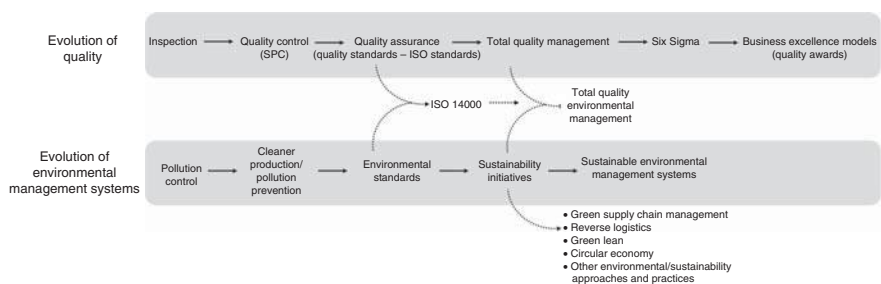 Evolution of
quality
Inspection
Quality control
(SPC)
Quality assurance
(quality standards – ISO standards)
Total quality management
Six Sigma
Business excellence models
(quality awards)
ISO 14000
Total quality
environmental
management
Evolution of
environmental
management systems
Pollution
control
Cleaner
production/
pollution
prevention
Environmental
standards
Sustainability
initiatives
Sustainable environmental
management systems
• Green supply chain management
• Reverse logistics
• Green lean
• Circular economy
• Other environmental/sustainability
approaches and practices